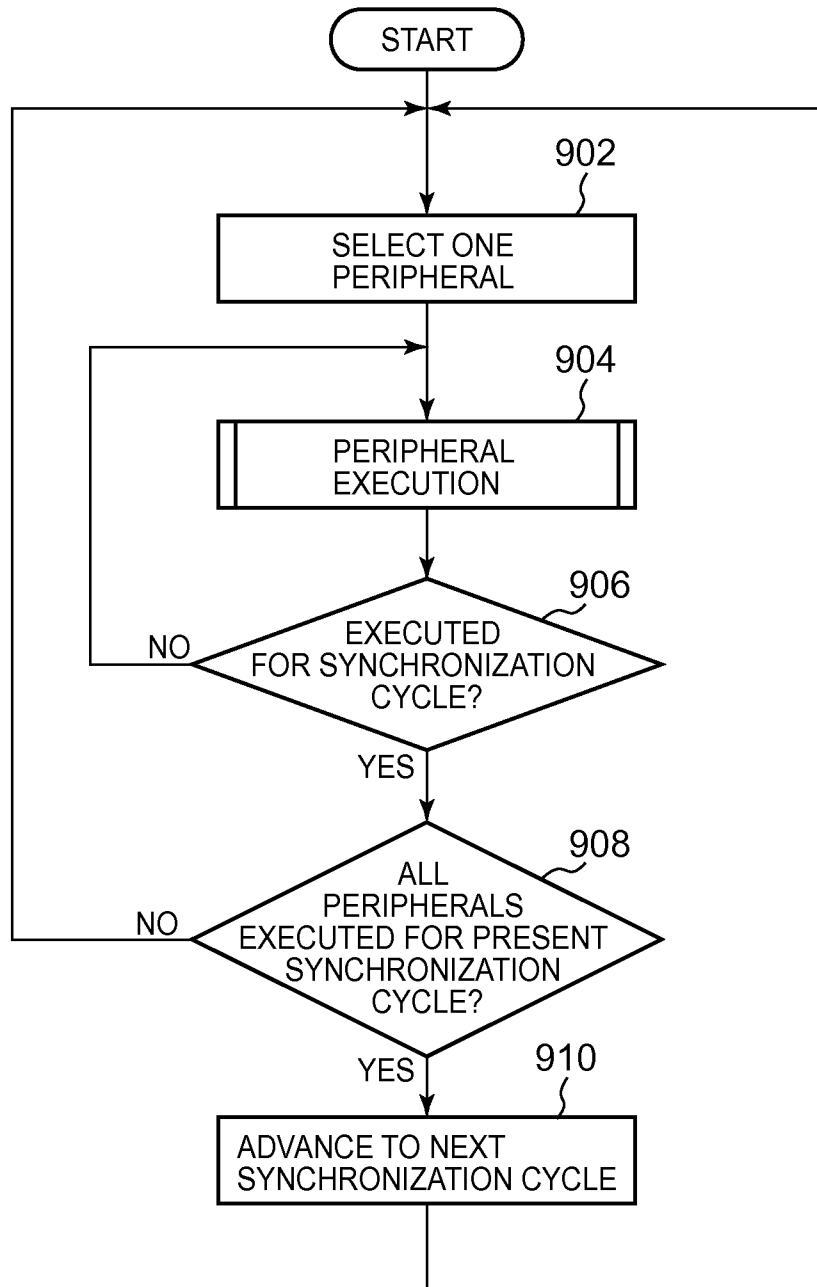 START
902
SELECT ONE
PERIPHERAL
904
PERIPHERAL
EXECUTION
906
EXECUTED
FOR SYNCHRONIZATION
CYCLE?
NO
YES
908
ALL
PERIPHERALS
EXECUTED FOR PRESENT
SYNCHRONIZATION
CYCLE?
NO
YES
910
ADVANCE TO NEXT
SYNCHRONIZATION CYCLE